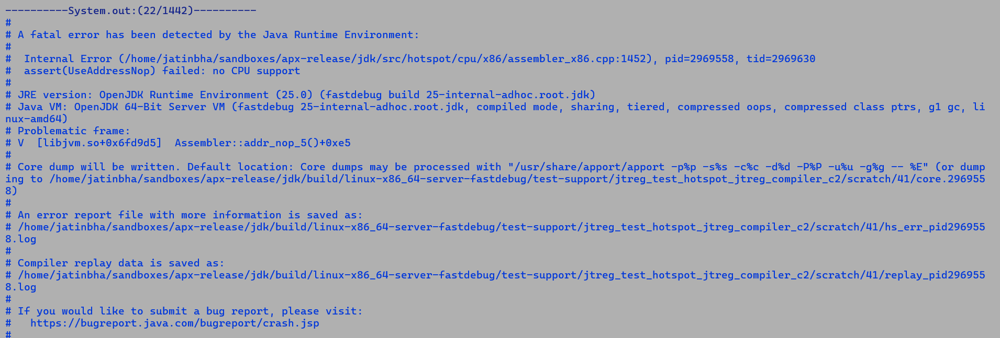 ----------System.out:(22/1442)----------
#
# A fatal error has been detected by the Java Runtime Environment:
#
#  Internal Error (/home/jatinbha/sandboxes/apx-release/jdk/src/hotspot/cpu/x86/assembler_x86.cpp:1452), pid=2969558, tid=2969630
#  assert(UseAddressNop) failed: no CPU support
#
# JRE version: OpenJDK Runtime Environment (25.0) (fastdebug build 25-internal-adhoc.root.jdk)
# Java VM: OpenJDK 64-Bit Server VM (fastdebug 25-internal-adhoc.root.jdk, compiled mode, sharing, tiered, compressed oops, compressed class ptrs, g1 gc, li
nux-amd64)
# Problematic frame:
# V  [libjvm.so+0x6fd9d5]  Assembler::addr_nop_5()+0xe5
#
# Core dump will be written. Default location: Core dumps may be processed with "/usr/share/apport/apport -p%p -s%s -c%c -d%d -P%P -u%u -g%g -- %E" (or dump
ing to /home/jatinbha/sandboxes/apx-release/jdk/build/linux-x86_64-server-fastdebug/test-support/jtreg_test_hotspot_jtreg_compiler_c2/scratch/41/core.296955
8)
#
# An error report file with more information is saved as:
# /home/jatinbha/sandboxes/apx-release/jdk/build/linux-x86_64-server-fastdebug/test-support/jtreg_test_hotspot_jtreg_compiler_c2/scratch/41/hs_err_pid296955
8.log
#
# Compiler replay data is saved as:
# /home/jatinbha/sandboxes/apx-release/jdk/build/linux-x86_64-server-fastdebug/test-support/jtreg_test_hotspot_jtreg_compiler_c2/scratch/41/replay_pid296955
8.log
#
# If you would like to submit a bug report, please visit:
#   https://bugreport.java.com/bugreport/crash.jsp
#